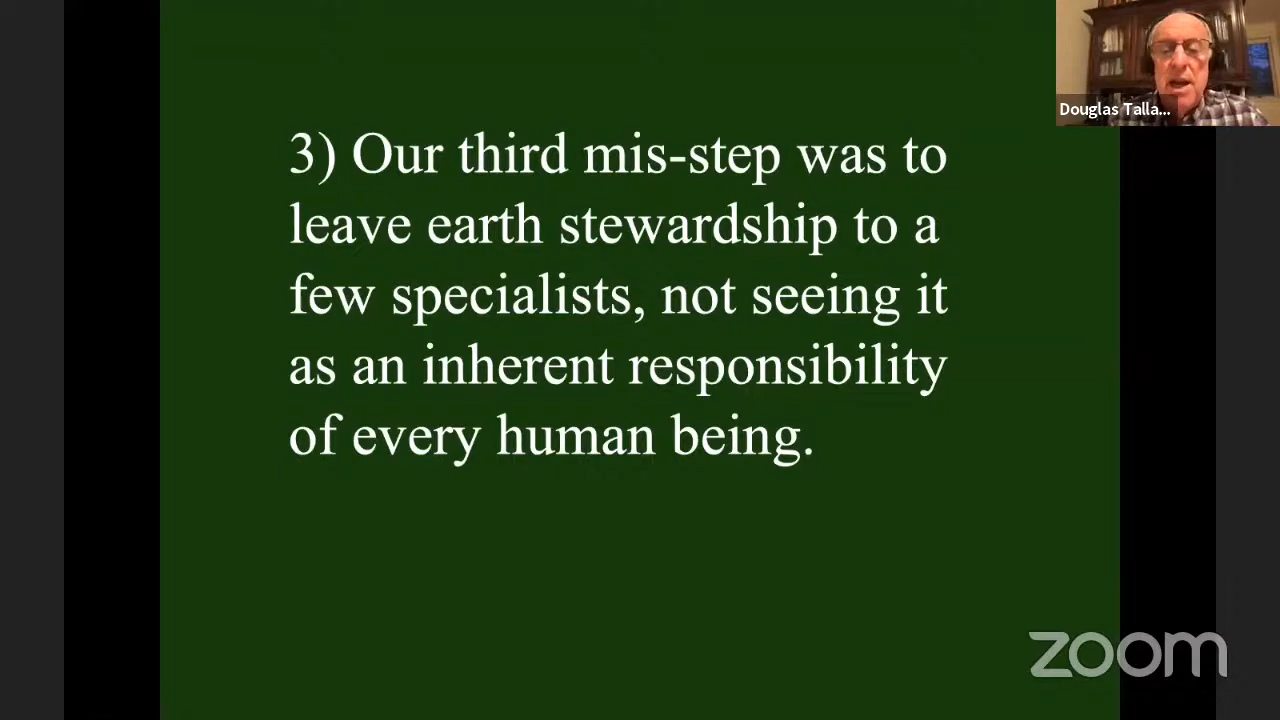 Douglas Talla...
3) Our third mis-step was to
leave earth stewardship to a
few specialists, not seeing it
as an inherent responsibility
of every human being.
zoom